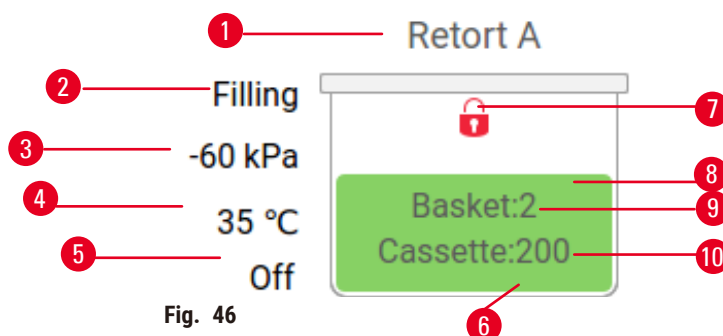 1 Retort A
2 Filling 7
3 -60 kPa
8
4 Basket:2 9
35 °C
5 Cassette:200 10
Off
Fig. 46
6